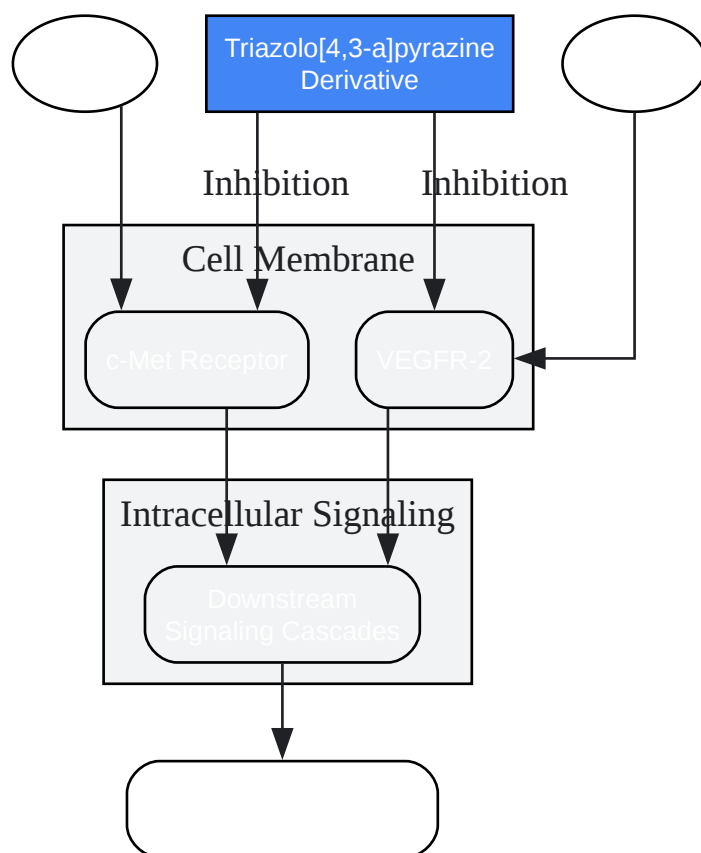 Triazolo[4,3-a]pyrazine
Derivative
Inhibition
Inhibition
Cell Membrane
c-Met Receptor
VEGFR-2
Intracellular Signaling
Downstream
Signaling Cascades